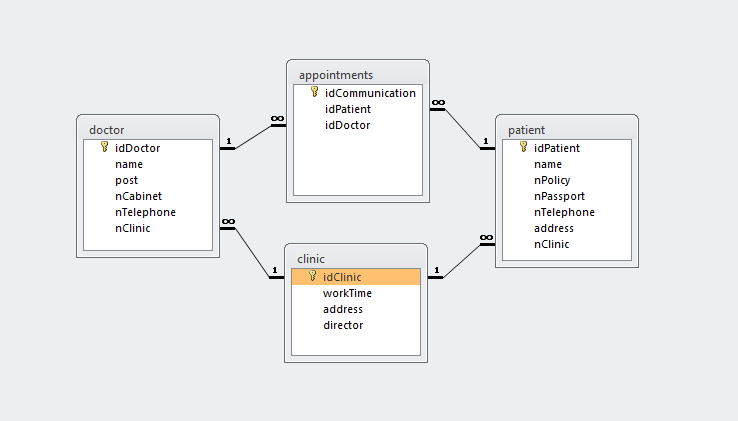 appointments
idCommunication
idPatient
idDoctor
doctor
idDoctor
name
post
nCabinet
nTelephone
nClinic
patient
idPatient
name
nPolicy
nPassport
nTelephone
address
nClinic
clinic
idClinic
workTime
address
director
1
∞
∞
1
∞
1
1
∞